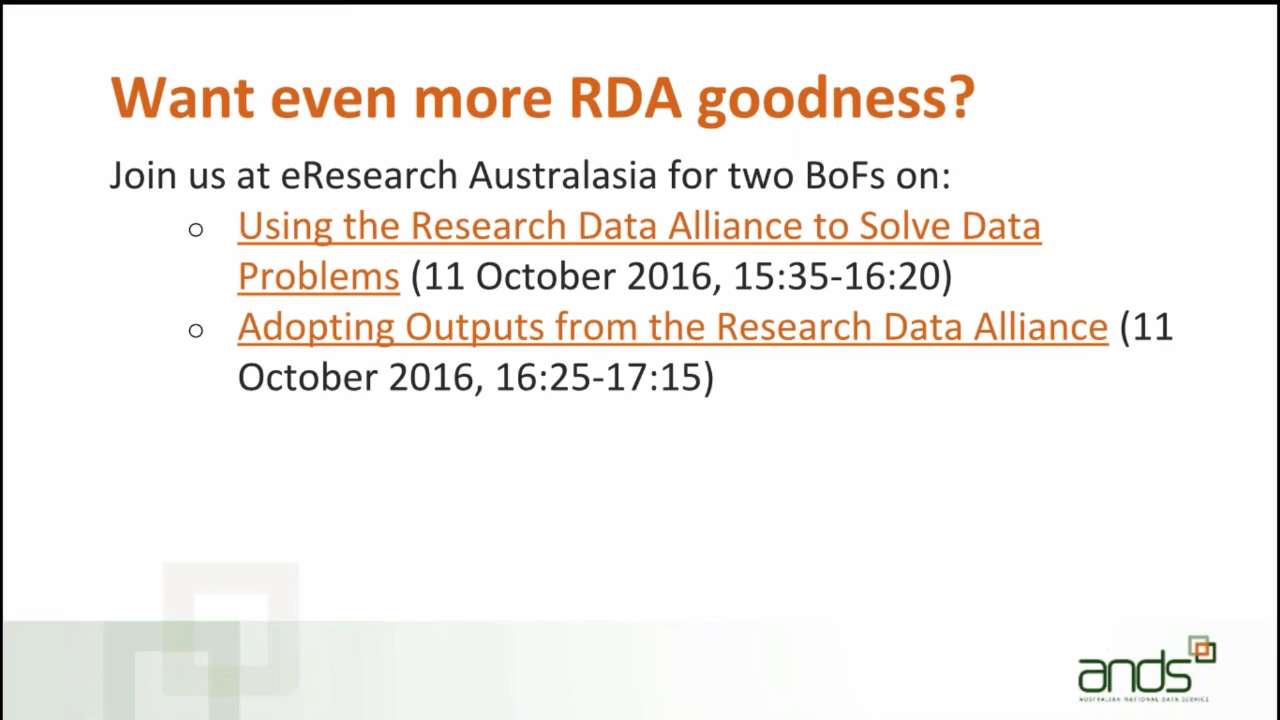 Want even more RDA goodness?
Join us at eResearch Australasia for two BoFs on:
○ Using the Research Data Alliance to Solve Data
Problems (11 October 2016, 15:35-16:20)
○ Adopting Outputs from the Research Data Alliance (11
October 2016, 16:25-17:15)
ands
AUSTRALIAN NATIONAL DATA SERVICE